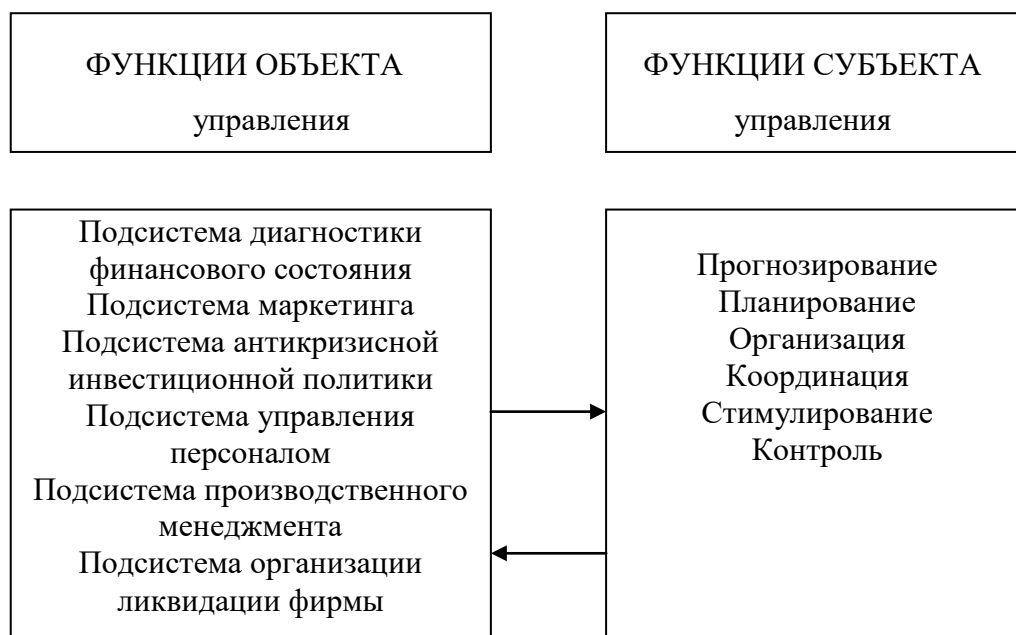 ФУНКЦИИ ОБЪЕКТА
управления
ФУНКЦИИ СУБЪЕКТА
управления
Подсистема диагностики
финансового состояния
Подсистема маркетинга
Подсистема антикризисной
инвестиционной политики
Подсистема управления
персоналом
Подсистема производственного
менеджмента
Подсистема организации
ликвидации фирмы
Прогнозирование
Планирование
Организация
Координация
Стимулирование
Контроль